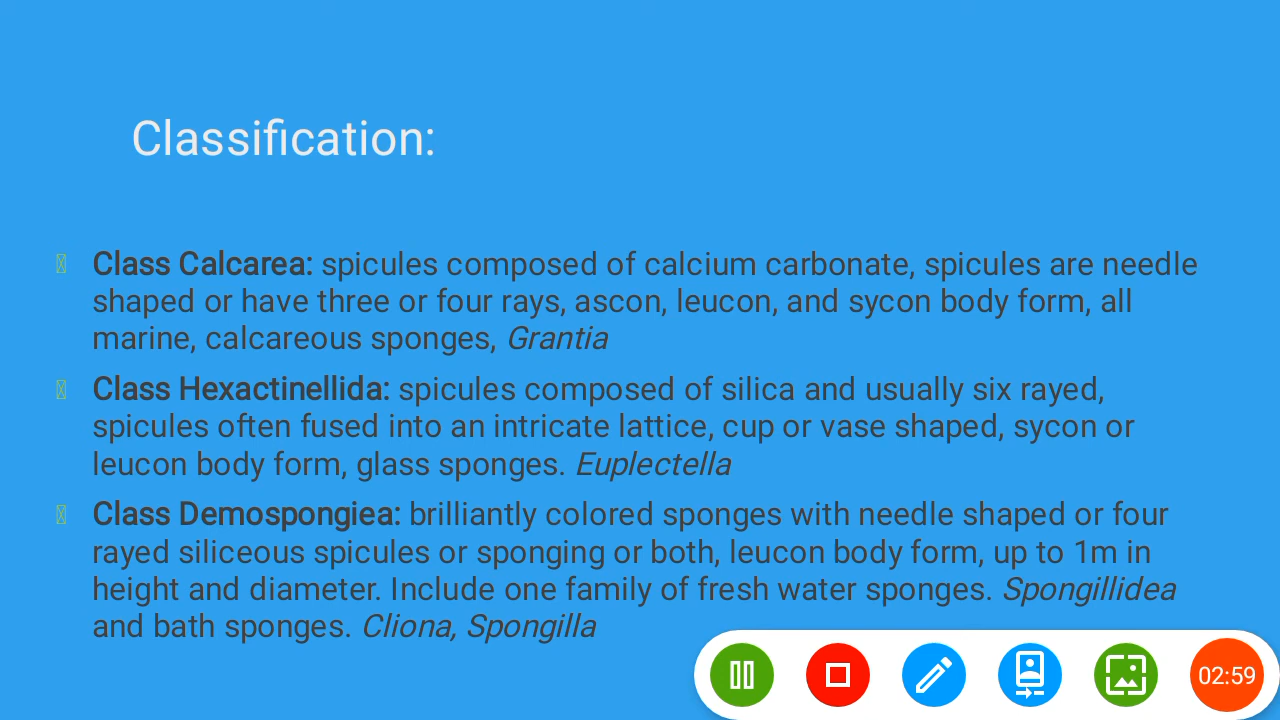 Classification:
Class Calcarea: spicules composed of calcium carbonate, spicules are needle
shaped or have three or four rays, ascon, leucon, and sycon body form, all
marine, calcareous sponges, Grantia
Class Hexactinellida: spicules composed of silica and usually six rayed,
spicules often fused into an intricate lattice, cup or vase shaped, sycon or
leucon body form, glass sponges. Euplectella
Class Demospongiea: brilliantly colored sponges with needle shaped or four
rayed siliceous spicules or sponging or both, leucon body form, up to 1m in
height and diameter. Include one family of fresh water sponges. Spongillidea
and bath sponges. Cliona, Spongilla
02:59